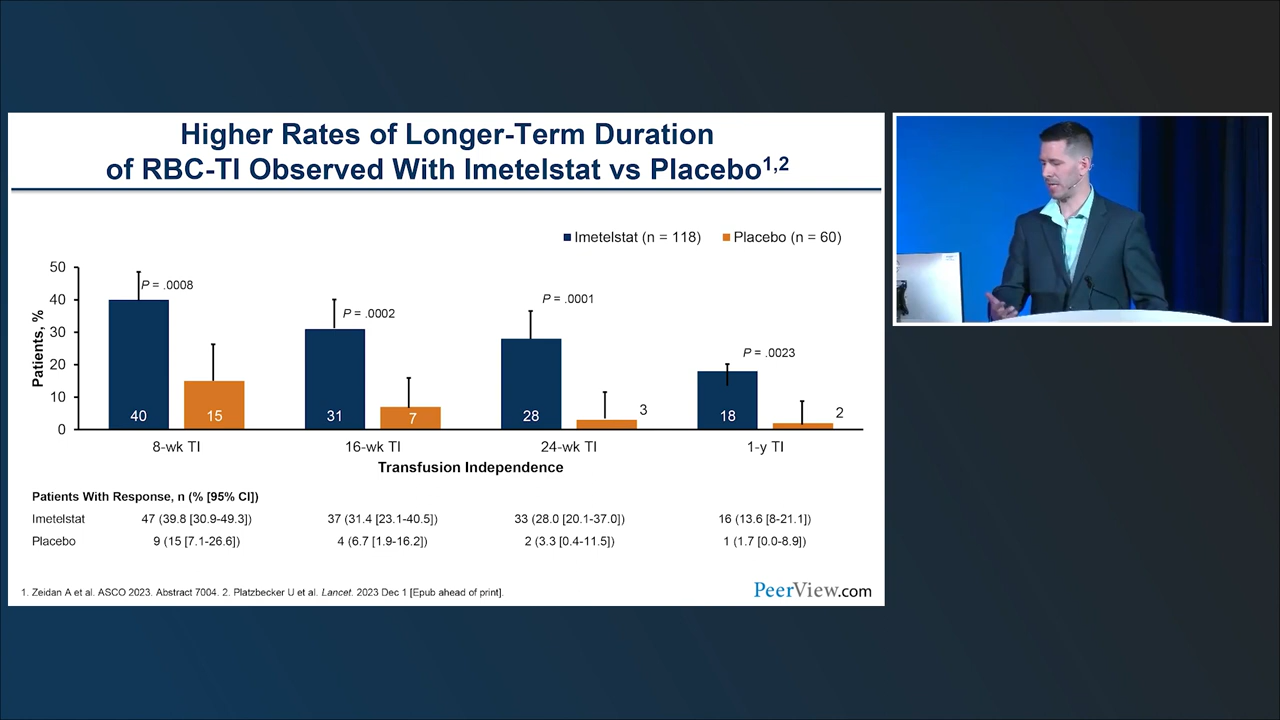 Higher Rates of Longer-Term Duration
of RBC-TI Observed With Imetelstat vs Placebo1,2
Imetelstat (n = 118) Placebo (n = 60)
Patients, %
50
40
30
20
10
0
P = .0008
P = .0002
P = .0001
P = .0023
40 15 31 7 28 3 18 2
8-wk TI 16-wk TI 24-wk TI 1-y TI
Transfusion Independence
Patients With Response, n (% [95% CI])
Imetelstat 47 (39.8 [30.9-49.3]) 37 (31.4 [23.1-40.5]) 33 (28.0 [20.1-37.0]) 16 (13.6 [8-21.1])
Placebo 9 (15 [7.1-26.6]) 4 (6.7 [1.9-16.2]) 2 (3.3 [0.4-11.5]) 1 (1.7 [0.0-8.9])
1. Zeidan A et al. ASCO 2023. Abstract 7004. 2. Platzbecker U et al. Lancet. 2023 Dec 1 [Epub ahead of print].
PeerView.com